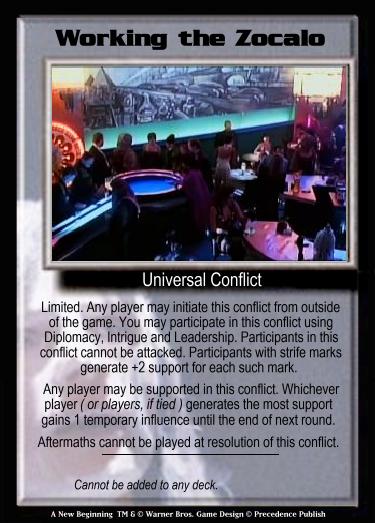 Working the Zocalo
Universal Conflict
Limited. Any player may initiate this conflict from outside
of the game. You may participate in this conflict using
Diplomacy, Intrigue and Leadership. Participants in this
conflict cannot be attacked. Participants with strife marks
generate +2 support for each such mark.
Any player may be supported in this conflict. Whichever
player ( or players, if tied ) generates the most support
gains 1 temporary influence until the end of next round.
Aftermaths cannot be played at resolution of this conflict.
Cannot be added to any deck.
A New Beginning TM & © Warner Bros. Game Design © Precedence Publish